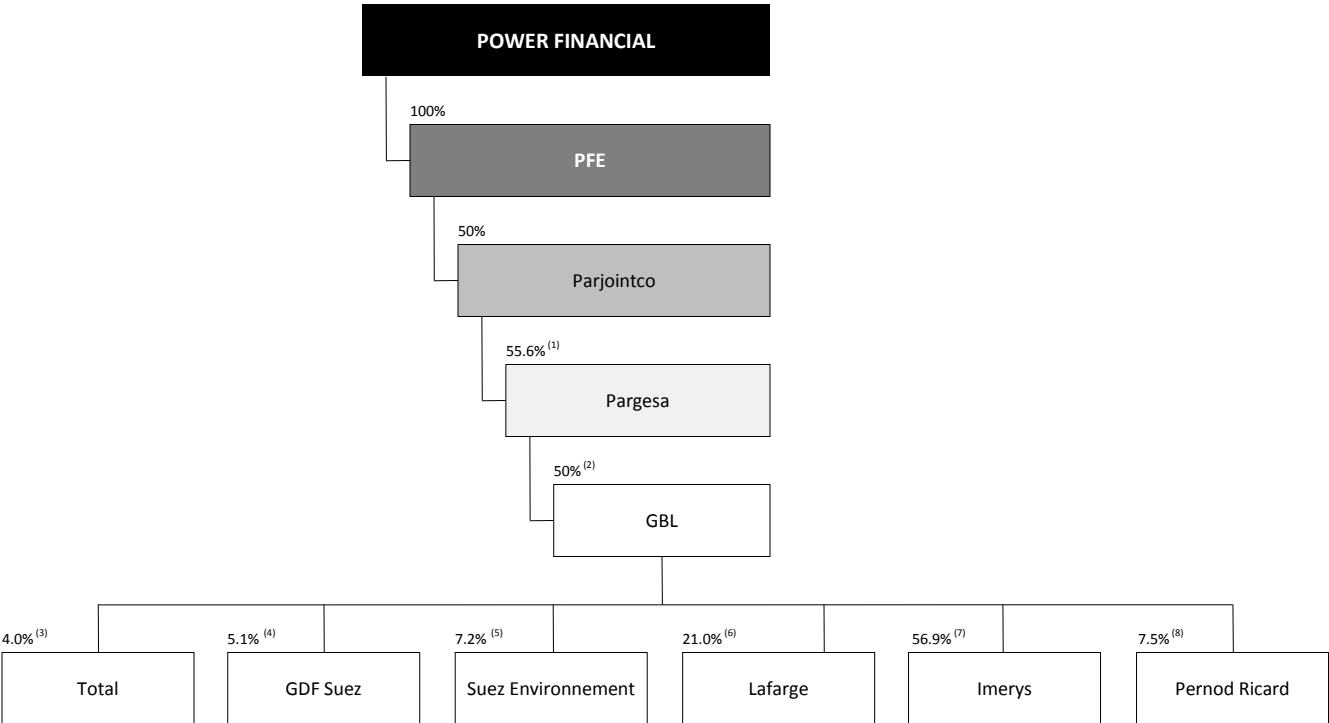 POWER FINANCIAL
100%
PFE
50%
Parjointco
55.6% (1)
Pargesa
50% (2)
GBL
4.0% (3)
5.1% (4)
7.2% (5)
21.0% (6)
56.9% (7)
7.5% (8)
Total
GDF Suez
Suez Environnement
Lafarge
Imerys
Pernod Ricard